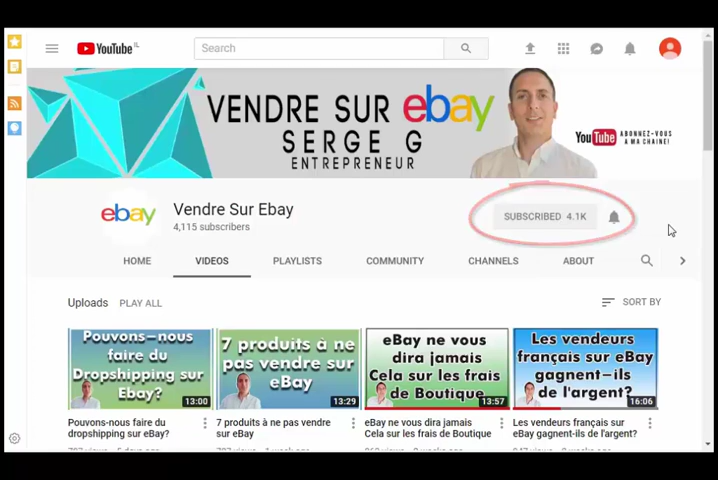 YouTube IL
Search
VENDRE SUR ebay
SERGE G
ENTREPRENEUR
YouTube ABONNEZ-VOUS
A MA CHAINE!
ebay
Vendre Sur Ebay
4,115 subscribers
SUBSCRIBED 4.1K
HOME VIDEOS PLAYLISTS COMMUNITY CHANNELS ABOUT
Uploads PLAY ALL SORT BY
Pouvons-nous
faire du
Dropshipping sur
Ebay?
13:00
7 produits à ne
pas vendre sur
eBay
13:29
eBay ne vous
dira jamais
Cela sur les frais
de Boutique
13:57
Les vendeurs
français sur eBay
gagnent-ils
de l'argent?
16:06
Pouvons-nous faire du
dropshipping sur eBay?
7 produits à ne pas vendre
sur eBay
eBay ne vous dira jamais
Cela sur les frais de Boutique
Les vendeurs français sur
eBay gagnent-ils de l'argent?